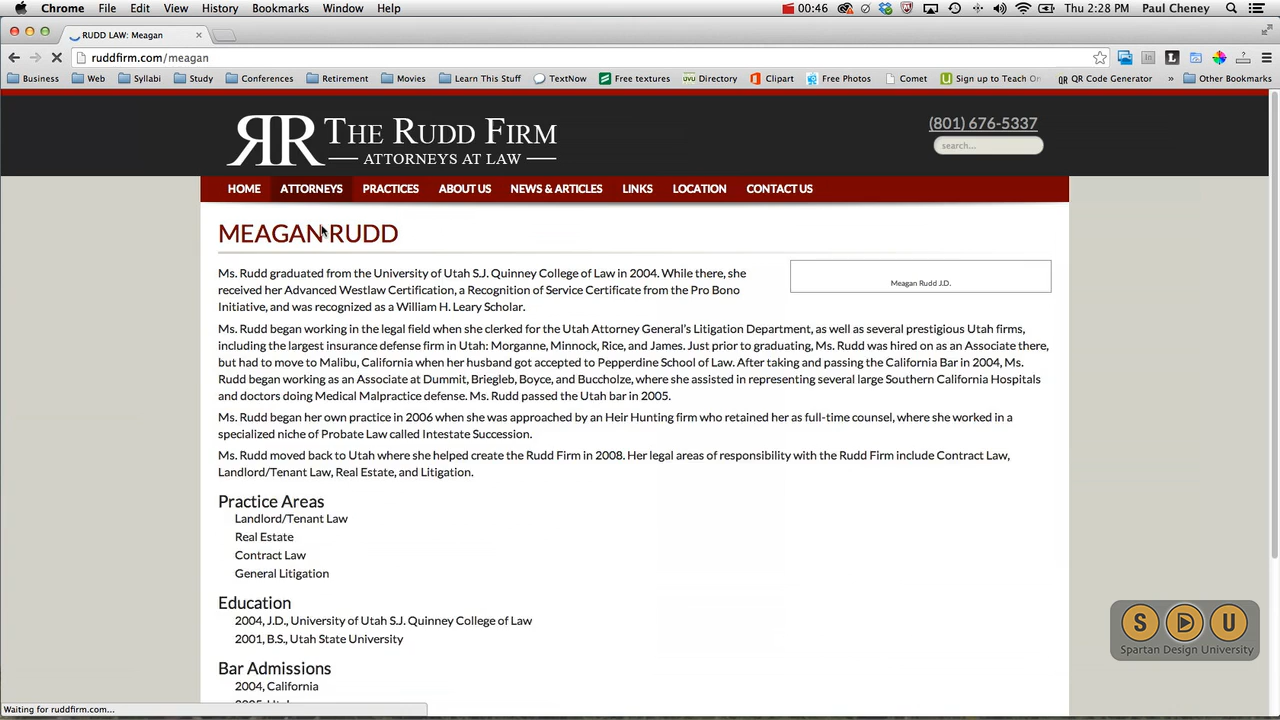 Chrome File Edit View History Bookmarks Window Help 00:46 Thu 2:28 PM Paul Cheney
RUDD LAW: Meagan
ruddfirm.com/meagan
Business Web Syllabi Study Conferences Retirement Movies Learn This Stuff TextNow Free textures Directory Clipart Free Photos Comet Sign up to Teach On QR Code Generator » Other Bookmarks
RR THE RUDD FIRM
ATTORNEYS AT LAW
(801) 676-5337
search...
HOME ATTORNEYS PRACTICES ABOUT US NEWS & ARTICLES LINKS LOCATION CONTACT US
MEAGAN RUDD
Ms. Rudd graduated from the University of Utah S.J. Quinney College of Law in 2004. While there, she
received her Advanced Westlaw Certification, a Recognition of Service Certificate from the Pro Bono
Initiative, and was recognized as a William H. Leary Scholar.
Meagan Rudd J.D.
Ms. Rudd began working in the legal field when she clerked for the Utah Attorney General's Litigation Department, as well as several prestigious Utah firms,
including the largest insurance defense firm in Utah: Morganne, Minnock, Rice, and James. Just prior to graduating, Ms. Rudd was hired on as an Associate there,
but had to move to Malibu, California when her husband got accepted to Pepperdine School of Law. After taking and passing the California Bar in 2004, Ms.
Rudd began working as an Associate at Dummit, Briegleb, Boyce, and Buccholze, where she assisted in representing several large Southern California Hospitals
and doctors doing Medical Malpractice defense. Ms. Rudd passed the Utah bar in 2005.
Ms. Rudd began her own practice in 2006 when she was approached by an Heir Hunting firm who retained her as full-time counsel, where she worked in a
specialized niche of Probate Law called Intestate Succession.
Ms. Rudd moved back to Utah where she helped create the Rudd Firm in 2008. Her legal areas of responsibility with the Rudd Firm include Contract Law,
Landlord/Tenant Law, Real Estate, and Litigation.
Practice Areas
Landlord/Tenant Law
Real Estate
Contract Law
General Litigation
Education
2004, J.D., University of Utah S.J. Quinney College of Law
2001, B.S., Utah State University
Bar Admissions
2004, California
S D U
Spartan Design University
Waiting for ruddfirm.com...